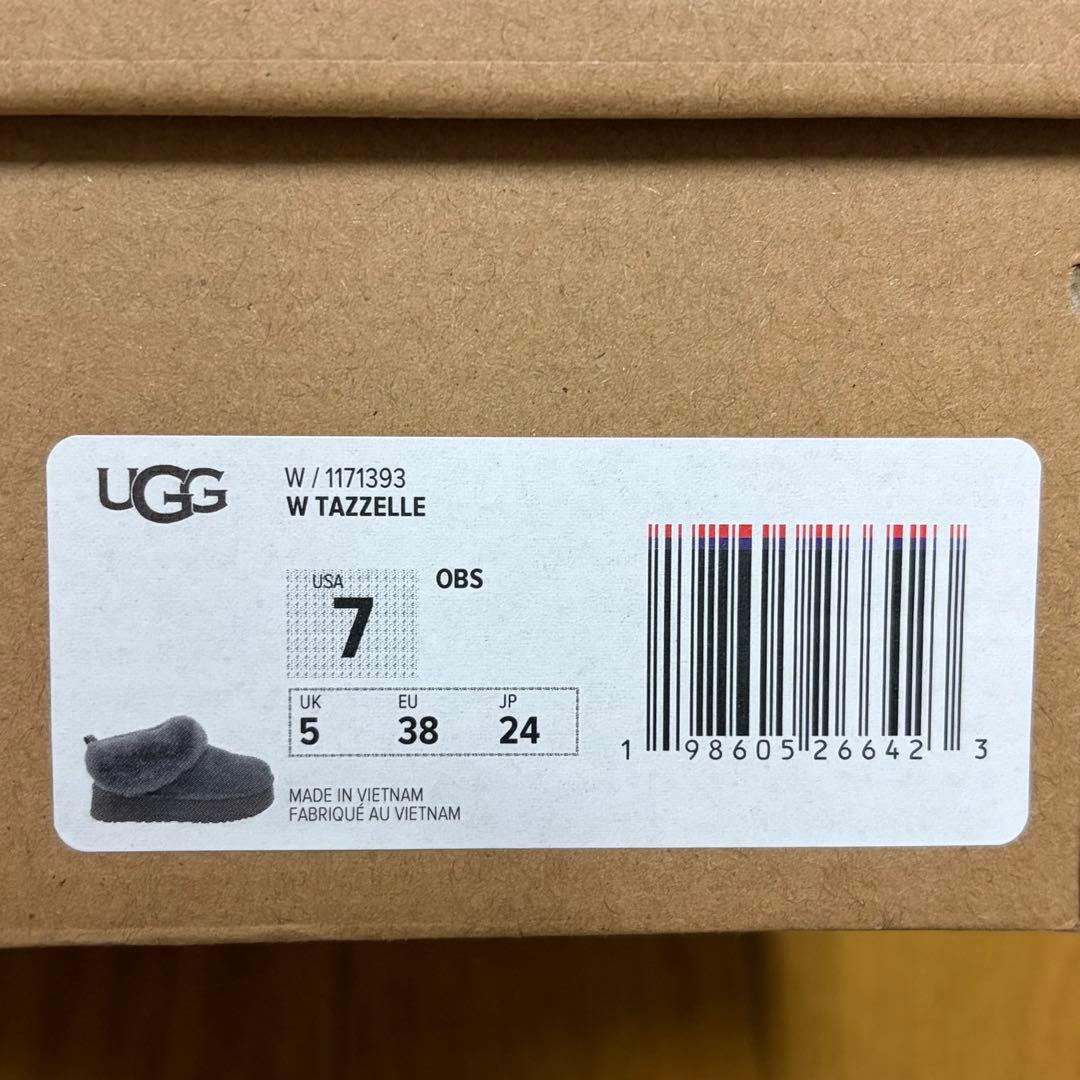 UGG
W / 1171393
W TAZZELLE
USA
7
OBS
UK EU JP
5 38 24
MADE IN VIETNAM
FABRIQUÉ AU VIETNAM
1 98605 26642 3